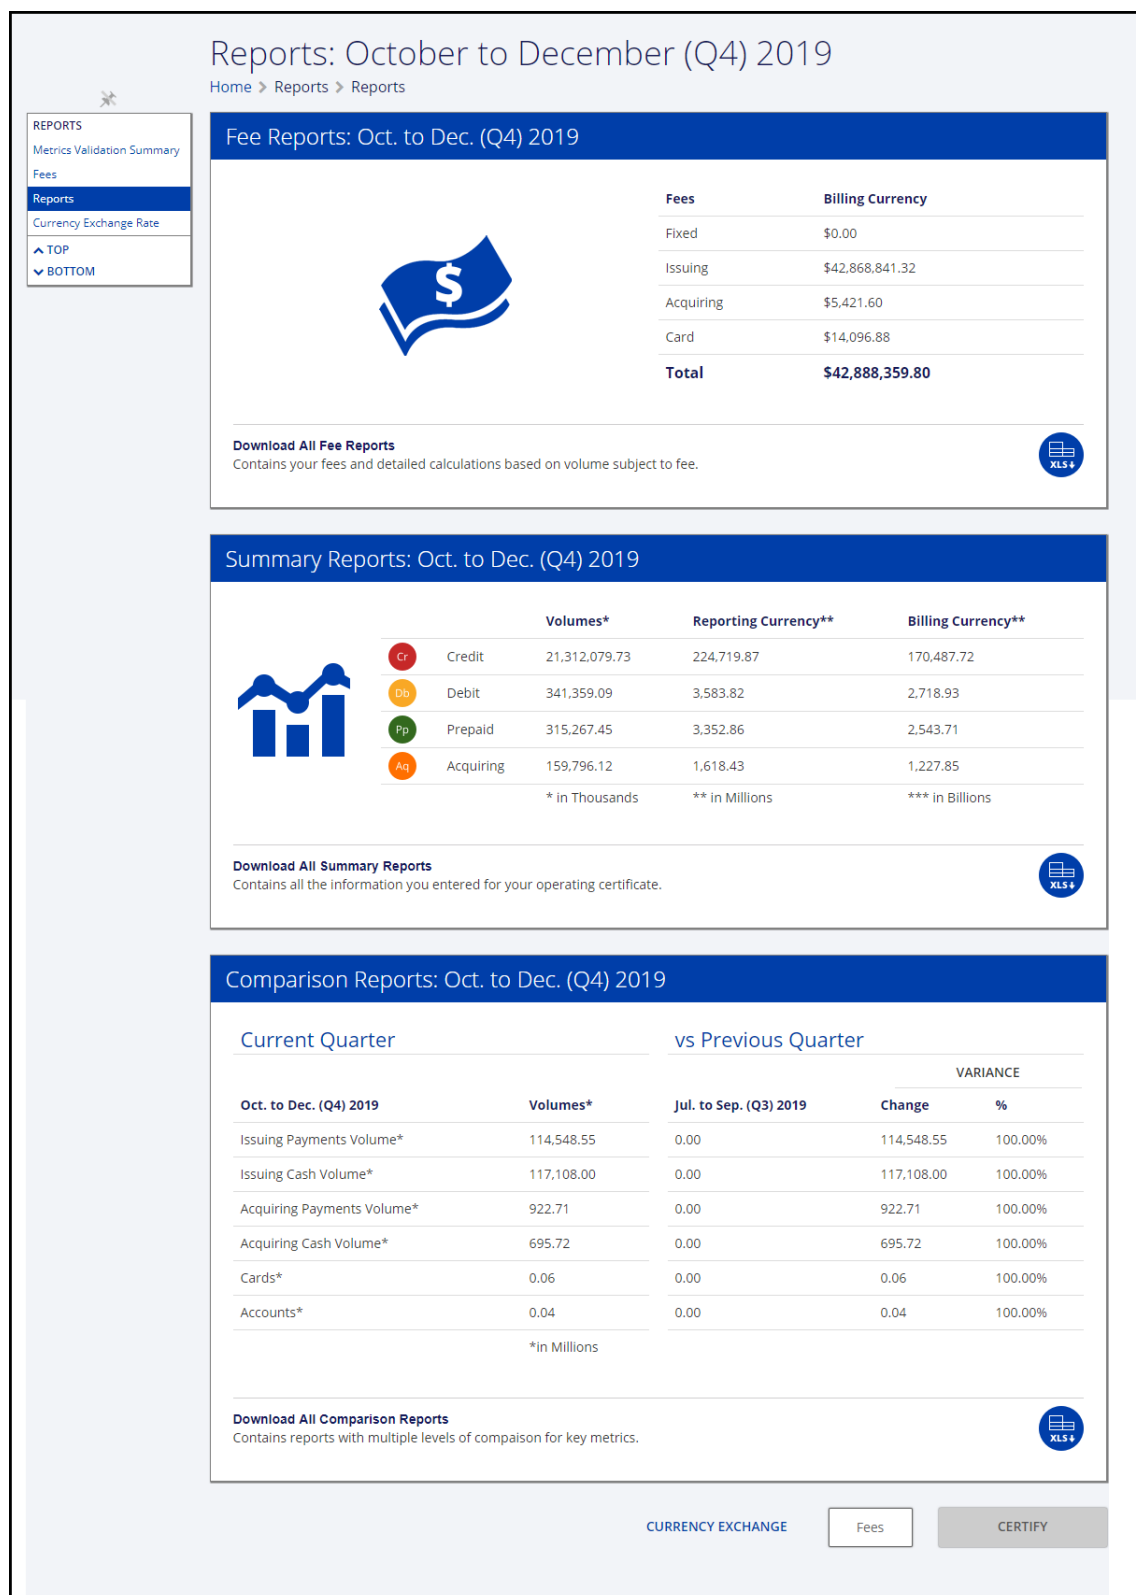 Reports: October to December (Q4) 2019
Home > Reports > Reports
REPORTS
Metrics Validation Summary
Fees
Reports
Currency Exchange Rate
TOP
BOTTOM
Fee Reports: Oct. to Dec. (Q4) 2019
$
Fees Billing Currency
Fixed $0.00
Issuing $42,868,841.32
Acquiring $5,421.60
Card $14,096.88
Total $42,888,359.80
Download All Fee Reports
Contains your fees and detailed calculations based on volume subject to fee.
XLS
Summary Reports: Oct. to Dec. (Q4) 2019
Volumes* Reporting Currency** Billing Currency**
Cr Credit 21,312,079.73 224,719.87 170,487.72
Db Debit 341,359.09 3,583.82 2,718.93
Pp Prepaid 315,267.45 3,352.86 2,543.71
Aq Acquiring 159,796.12 1,618.43 1,227.85
* in Thousands ** in Millions *** in Billions
Download All Summary Reports
Contains all the information you entered for your operating certificate.
XLS
Comparison Reports: Oct. to Dec. (Q4) 2019
Current Quarter vs Previous Quarter
VARIANCE
Oct. to Dec. (Q4) 2019 Volumes* Jul. to Sep. (Q3) 2019 Change %
Issuing Payments Volume* 114,548.55 0.00 114,548.55 100.00%
Issuing Cash Volume* 117,108.00 0.00 117,108.00 100.00%
Acquiring Payments Volume* 922.71 0.00 922.71 100.00%
Acquiring Cash Volume* 695.72 0.00 695.72 100.00%
Cards* 0.06 0.00 0.06 100.00%
Accounts* 0.04 0.00 0.04 100.00%
*in Millions
Download All Comparison Reports
Contains reports with multiple levels of compaison for key metrics.
XLS
CURRENCY EXCHANGE Fees CERTIFY